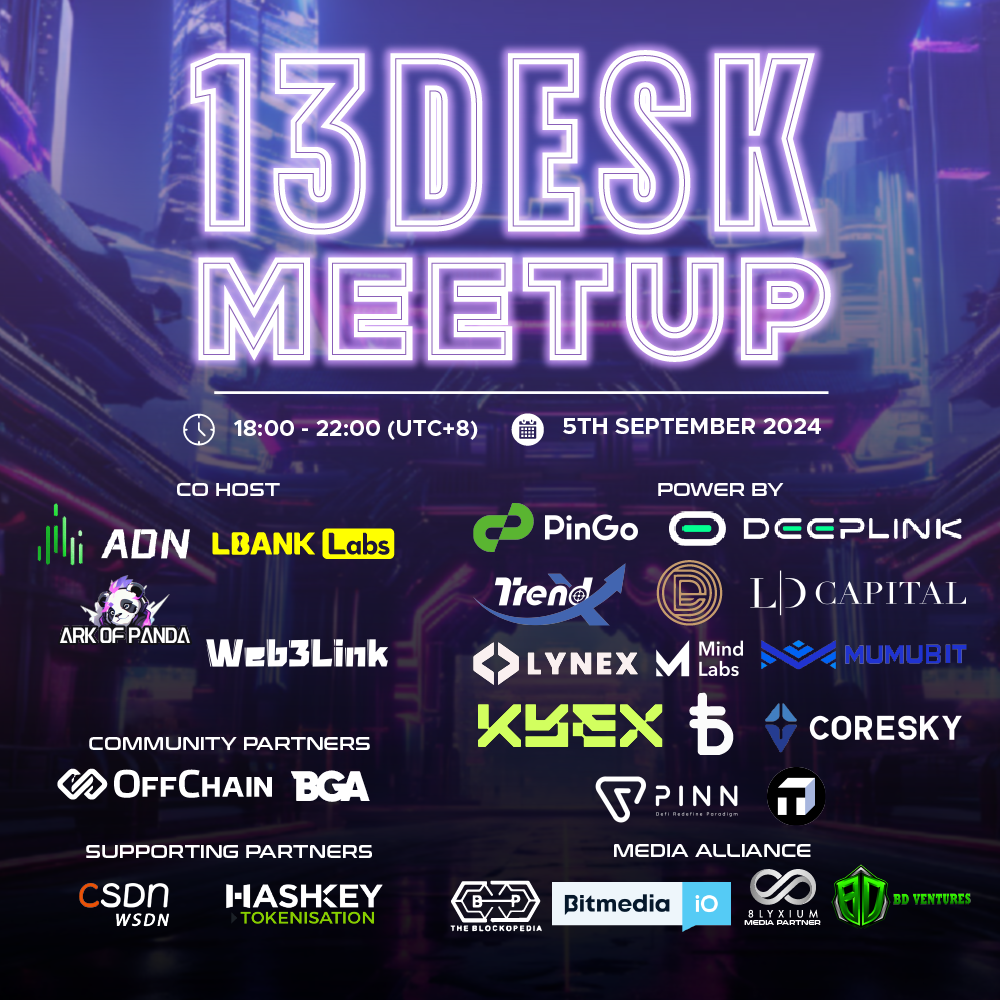 13DESK
MEETUP
18:00 - 22:00 (UTC+8)
5TH SEPTEMBER 2024
CO HOST
ADN
LBANK Labs
ARK OF PANDA
Web3Link
COMMUNITY PARTNERS
OFFCHAIN
BGA
SUPPORTING PARTNERS
CSDN
WSDN
HASHKEY
TOKENISATION
POWER BY
PinGo
DEEPLINK
TrendX
LD CAPITAL
LYNEX
Mind
Labs
MUMUBIT
KYEX
CORESKY
PINN
Defi Redefine Paradigm
MEDIA ALLIANCE
B P
THE BLOCKOPEDIA
Bitmedia iO
8LYXIUM
MEDIA PARTNER
BD VENTURES